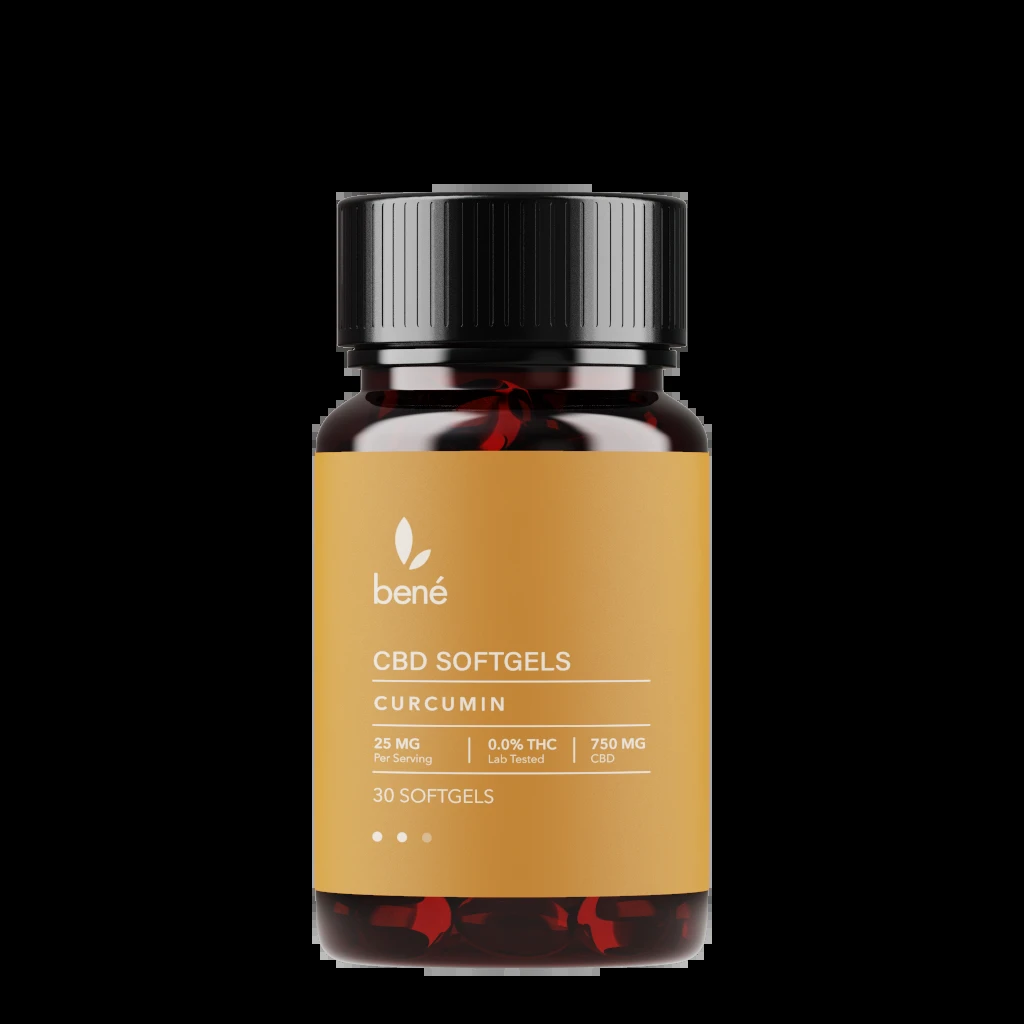 bené
CBD SOFTGELS
CURCUMIN
25 MG
Per Serving
0.0% THC
Lab Tested
750 MG
CBD
30 SOFTGELS